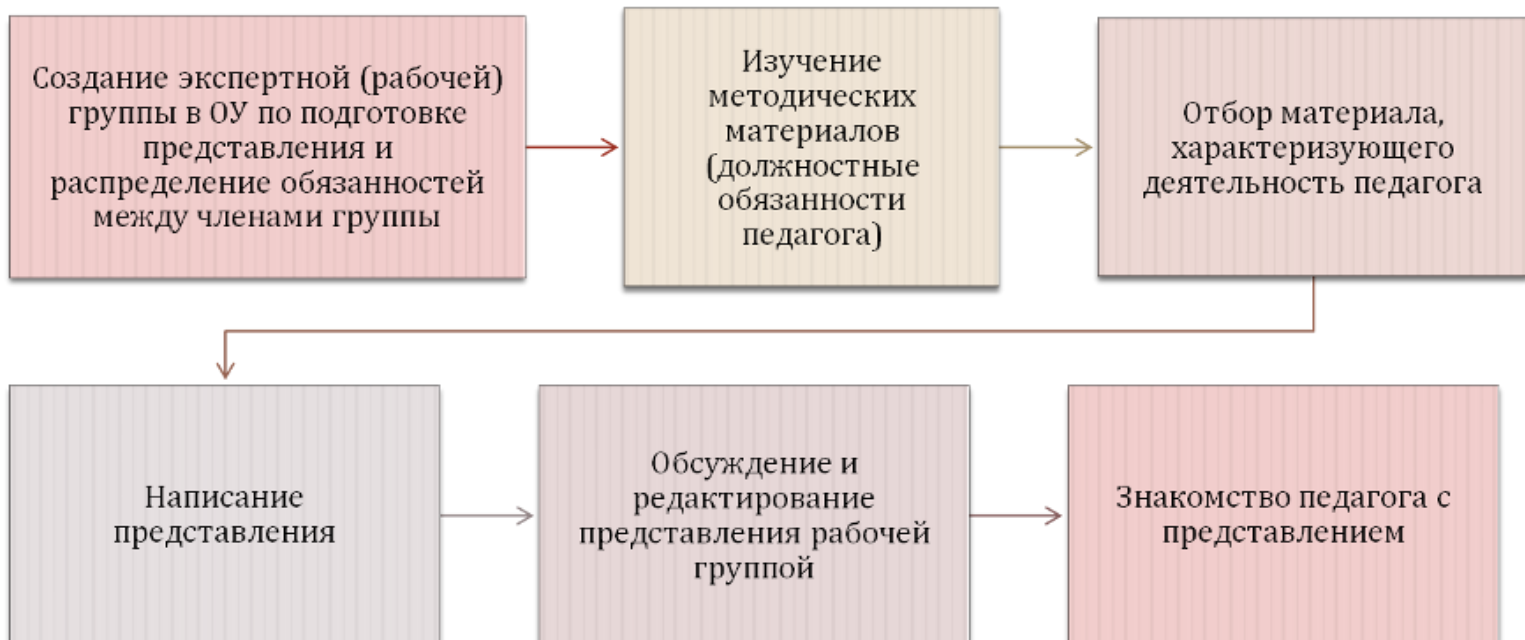 Создание экспертной (рабочей)
группы в ОУ по подготовке
представления и
распределение обязанностей
между членами группы
Изучение
методических
материалов
(должностные
обязанности
педагога)
Отбор материала,
характеризующего
деятельность педагога
Написание
представления
Обсуждение и
редактирование
представления рабочей
группой
Знакомство педагога с
представлением